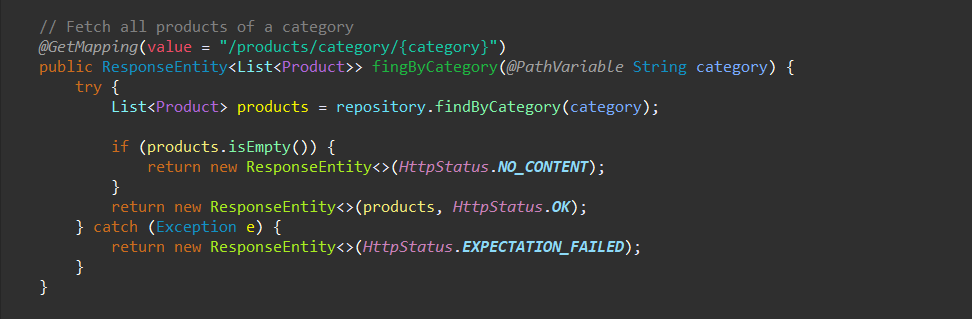 // Fetch all products of a category
@GetMapping(value = "/products/category/{category}")
public ResponseEntity<List<Product>> fingByCategory(@PathVariable String category) {
try {
List<Product> products = repository.findByCategory(category);
if (products.isEmpty()) {
return new ResponseEntity<>(HttpStatus.NO_CONTENT);
}
return new ResponseEntity<>(products, HttpStatus.OK);
} catch (Exception e) {
return new ResponseEntity<>(HttpStatus.EXPECTATION_FAILED);
}
}